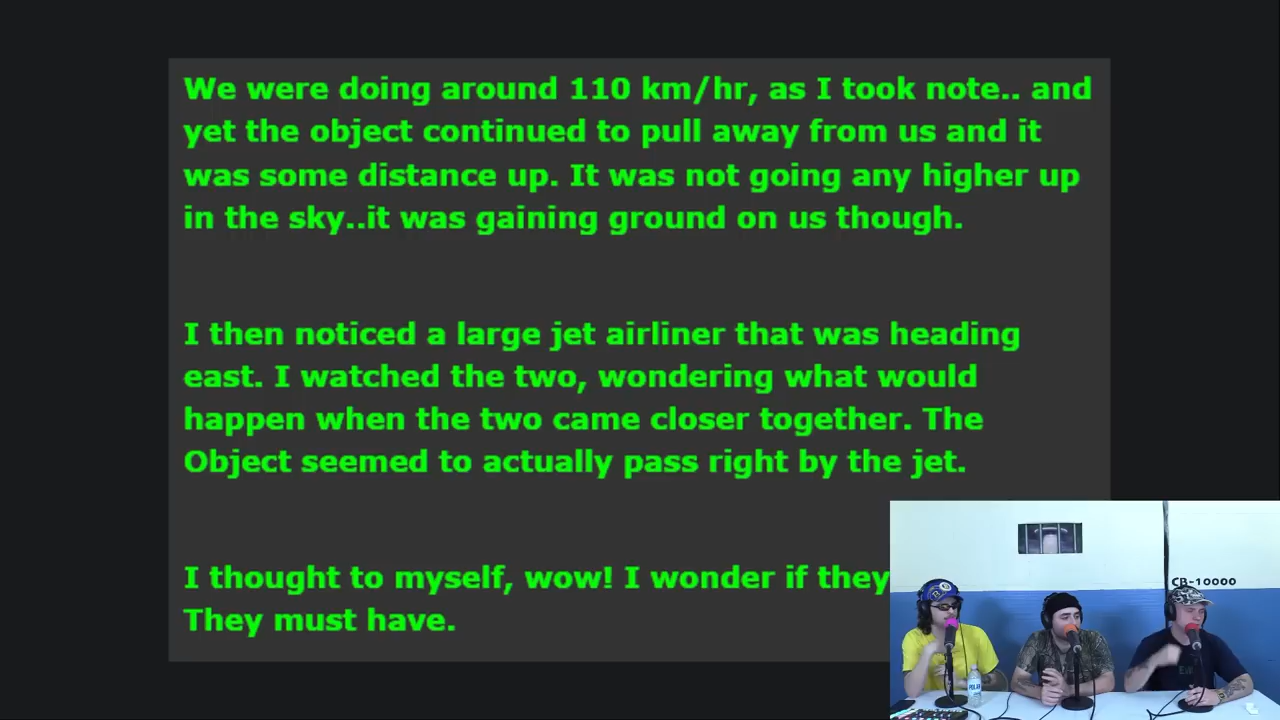 We were doing around 110 km/hr, as I took note.. and
yet the object continued to pull away from us and it
was some distance up. It was not going any higher up
in the sky..it was gaining ground on us though.
I then noticed a large jet airliner that was heading
east. I watched the two, wondering what would
happen when the two came closer together. The
Object seemed to actually pass right by the jet.
I thought to myself, wow! I wonder if they
They must have.
CB-10000
POLAR